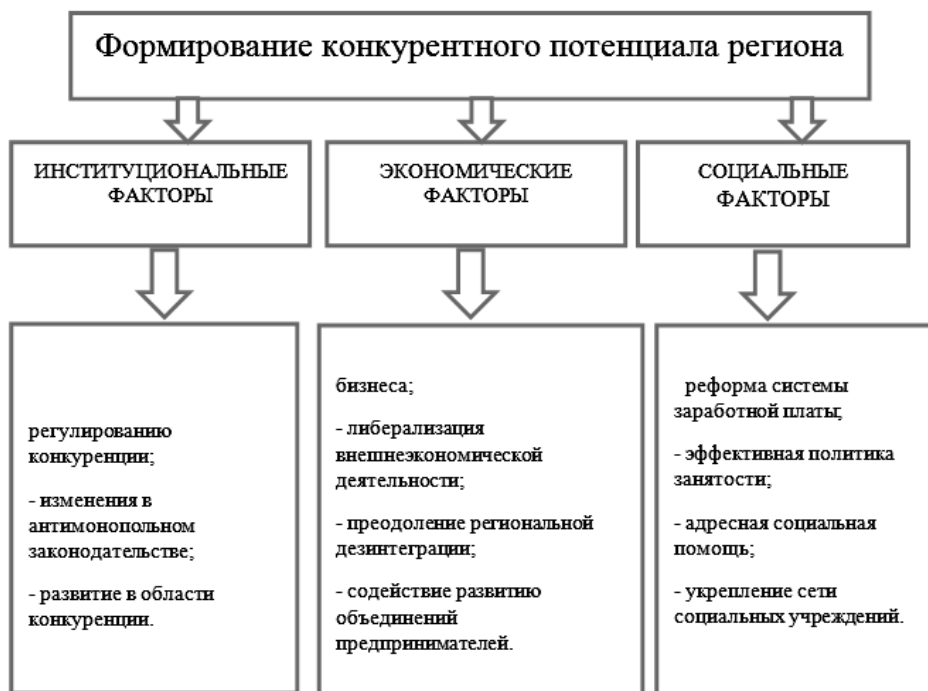 Формирование конкурентного потенциала региона
ИНСТИТУЦИОНАЛЬНЫЕ
ФАКТОРЫ
ЭКОНОМИЧЕСКИЕ
ФАКТОРЫ
СОЦИАЛЬНЫЕ
ФАКТОРЫ
регулированию
конкуренции;
- изменения в
антимонопольном
законодательстве;
- развитие в области
конкуренции.
бизнеса;
- либерализация
внешнеэкономической
деятельности;
- преодоление региональной
дезинтеграции;
- содействие развитию
объединений
предпринимателей.
реформа системы
заработной платы;
- эффективная политика
занятости;
- адресная социальная
помощь;
- укрепление сети
социальных учреждений.